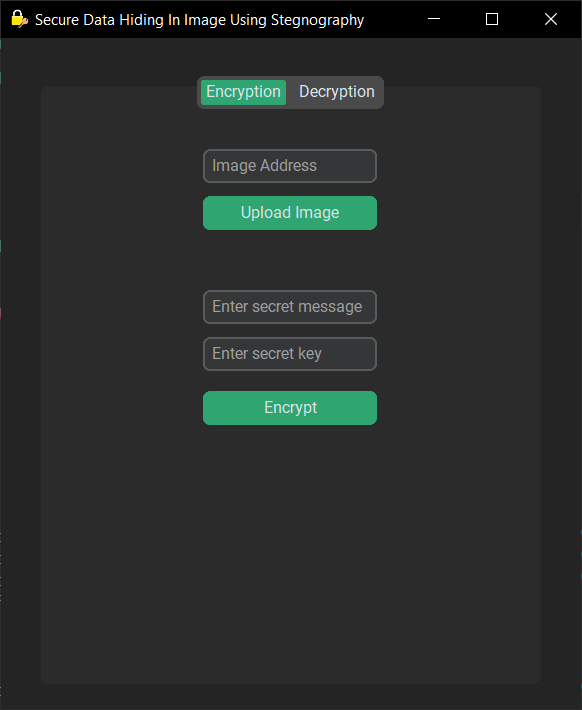 Secure Data Hiding In Image Using Stegnography
Encryption Decryption
Image Address
Upload Image
Enter secret message
Enter secret key
Encrypt